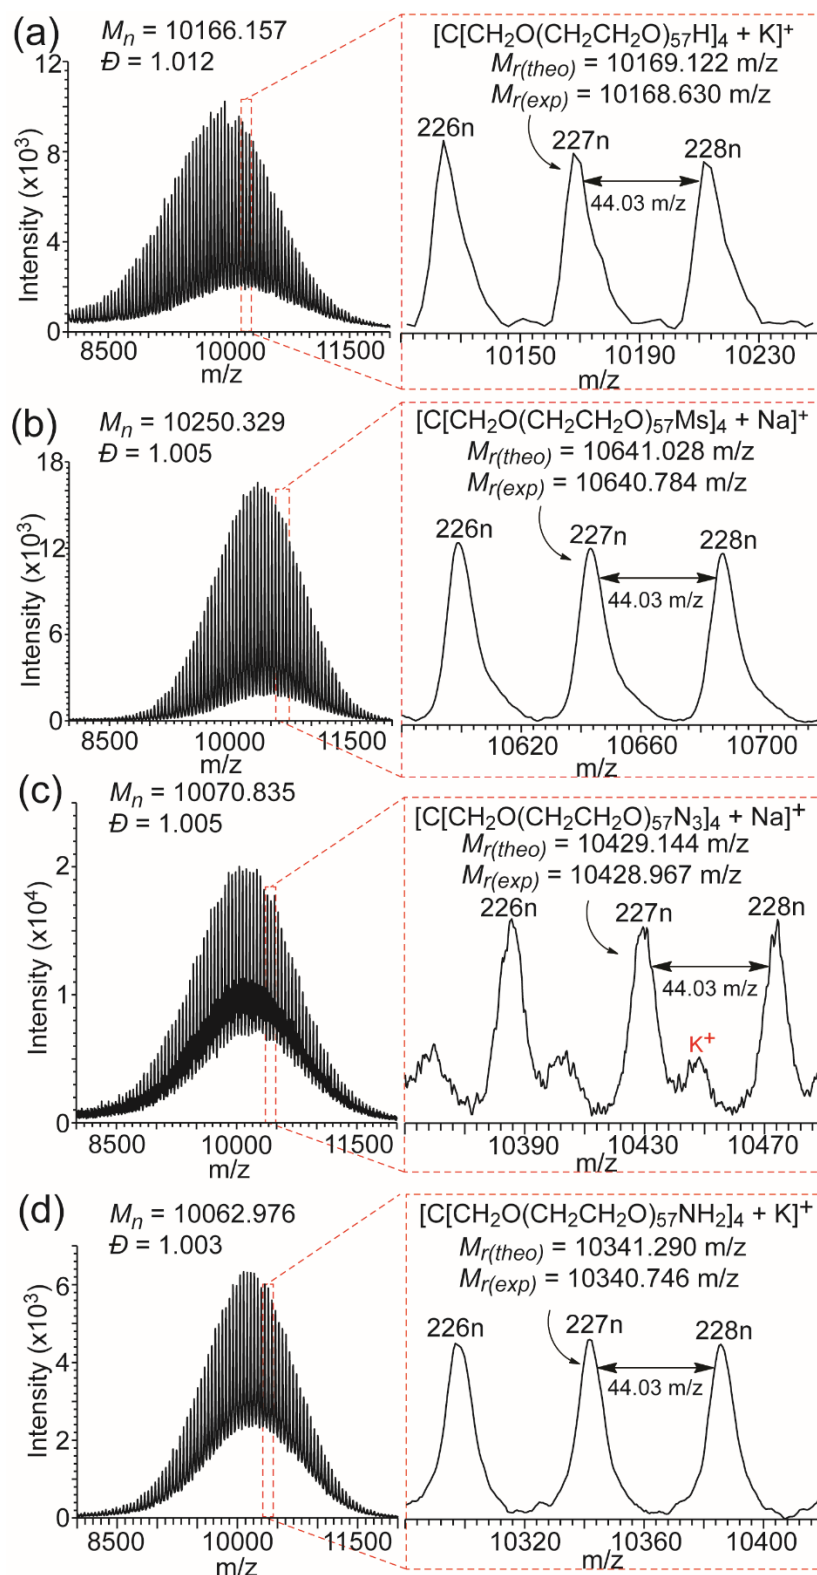 (a)
Mₙ = 10166.157
Đ = 1.012
[C[CH₂O(CH₂CH₂O)₅₇H]₄ + K]⁺
Mr(theo) = 10169.122 m/z
Mr(exp) = 10168.630 m/z
226n
227n
228n
44.03 m/z
Intensity (x10³)
12
8
4
0
8500 10000 11500
m/z
10150 10190 10230
m/z
(b)
Mₙ = 10250.329
Đ = 1.005
[C[CH₂O(CH₂CH₂O)₅₇Ms]₄ + Na]⁺
Mr(theo) = 10641.028 m/z
Mr(exp) = 10640.784 m/z
226n
227n
228n
44.03 m/z
Intensity (x10³)
18
12
6
0
8500 10000 11500
m/z
10620 10660 10700
m/z
(c)
Mₙ = 10070.835
Đ = 1.005
[C[CH₂O(CH₂CH₂O)₅₇N₃]₄ + Na]⁺
Mr(theo) = 10429.144 m/z
Mr(exp) = 10428.967 m/z
226n
227n
228n
44.03 m/z
K⁺
Intensity (x10⁴)
2
1
0
8500 10000 11500
m/z
10390 10430 10470
m/z
(d)
Mₙ = 10062.976
Đ = 1.003
[C[CH₂O(CH₂CH₂O)₅₇NH₂]₄ + K]⁺
Mr(theo) = 10341.290 m/z
Mr(exp) = 10340.746 m/z
226n
227n
228n
44.03 m/z
Intensity (x10³)
6
4
2
0
8500 10000 11500
m/z
10320 10360 10400
m/z